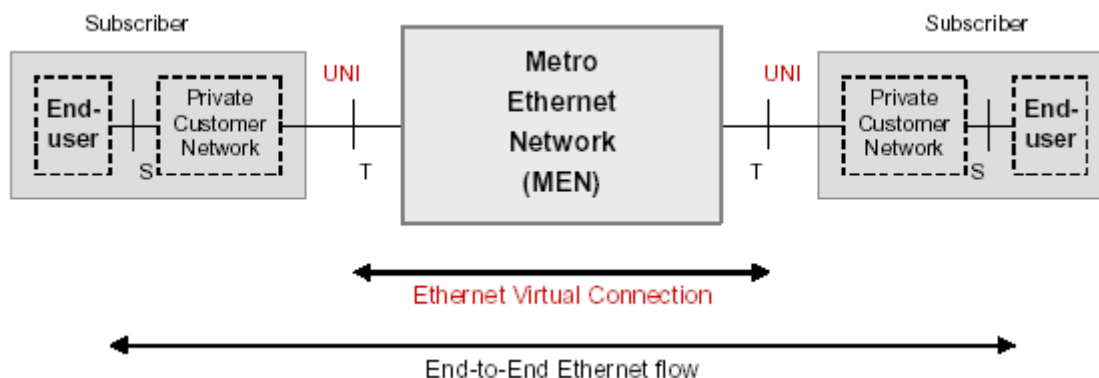 Subscriber
Subscriber
UNI
UNI
End-
user
S
Private
Customer
Network
T
Metro
Ethernet
Network
(MEN)
T
Private
Customer
Network
S
End-
user
Ethernet Virtual Connection
End-to-End Ethernet flow